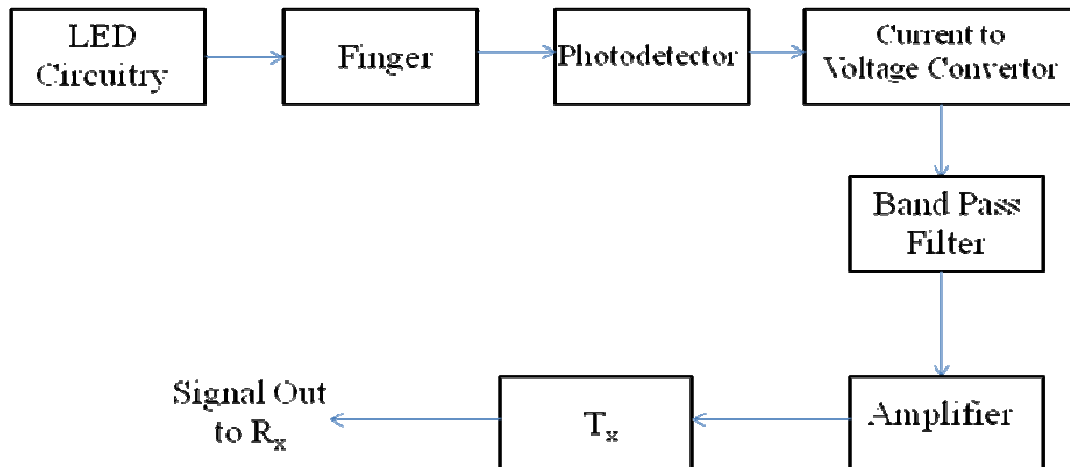 LED
Circuitry
Finger
Photodetector
Current to
Voltage Convertor
Band Pass
Filter
Amplifier
Tₓ
Signal Out
to Rₓ